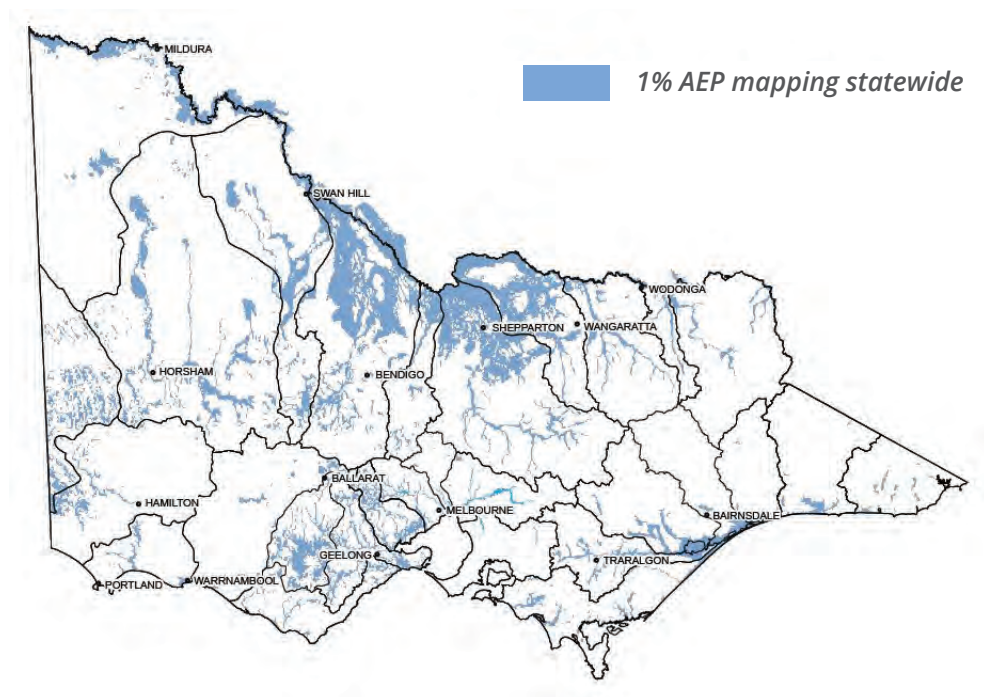 MILDURA
1% AEP mapping statewide
SWAN HILL
WODONGA
SHEPPARTON
WANGARATTA
HORSHAM
BENDIGO
BALLARAT
HAMILTON
MELBOURNE
BAIRNSDALE
GEELONG
TRARALGON
PORTLAND
WARRNAMBOOL